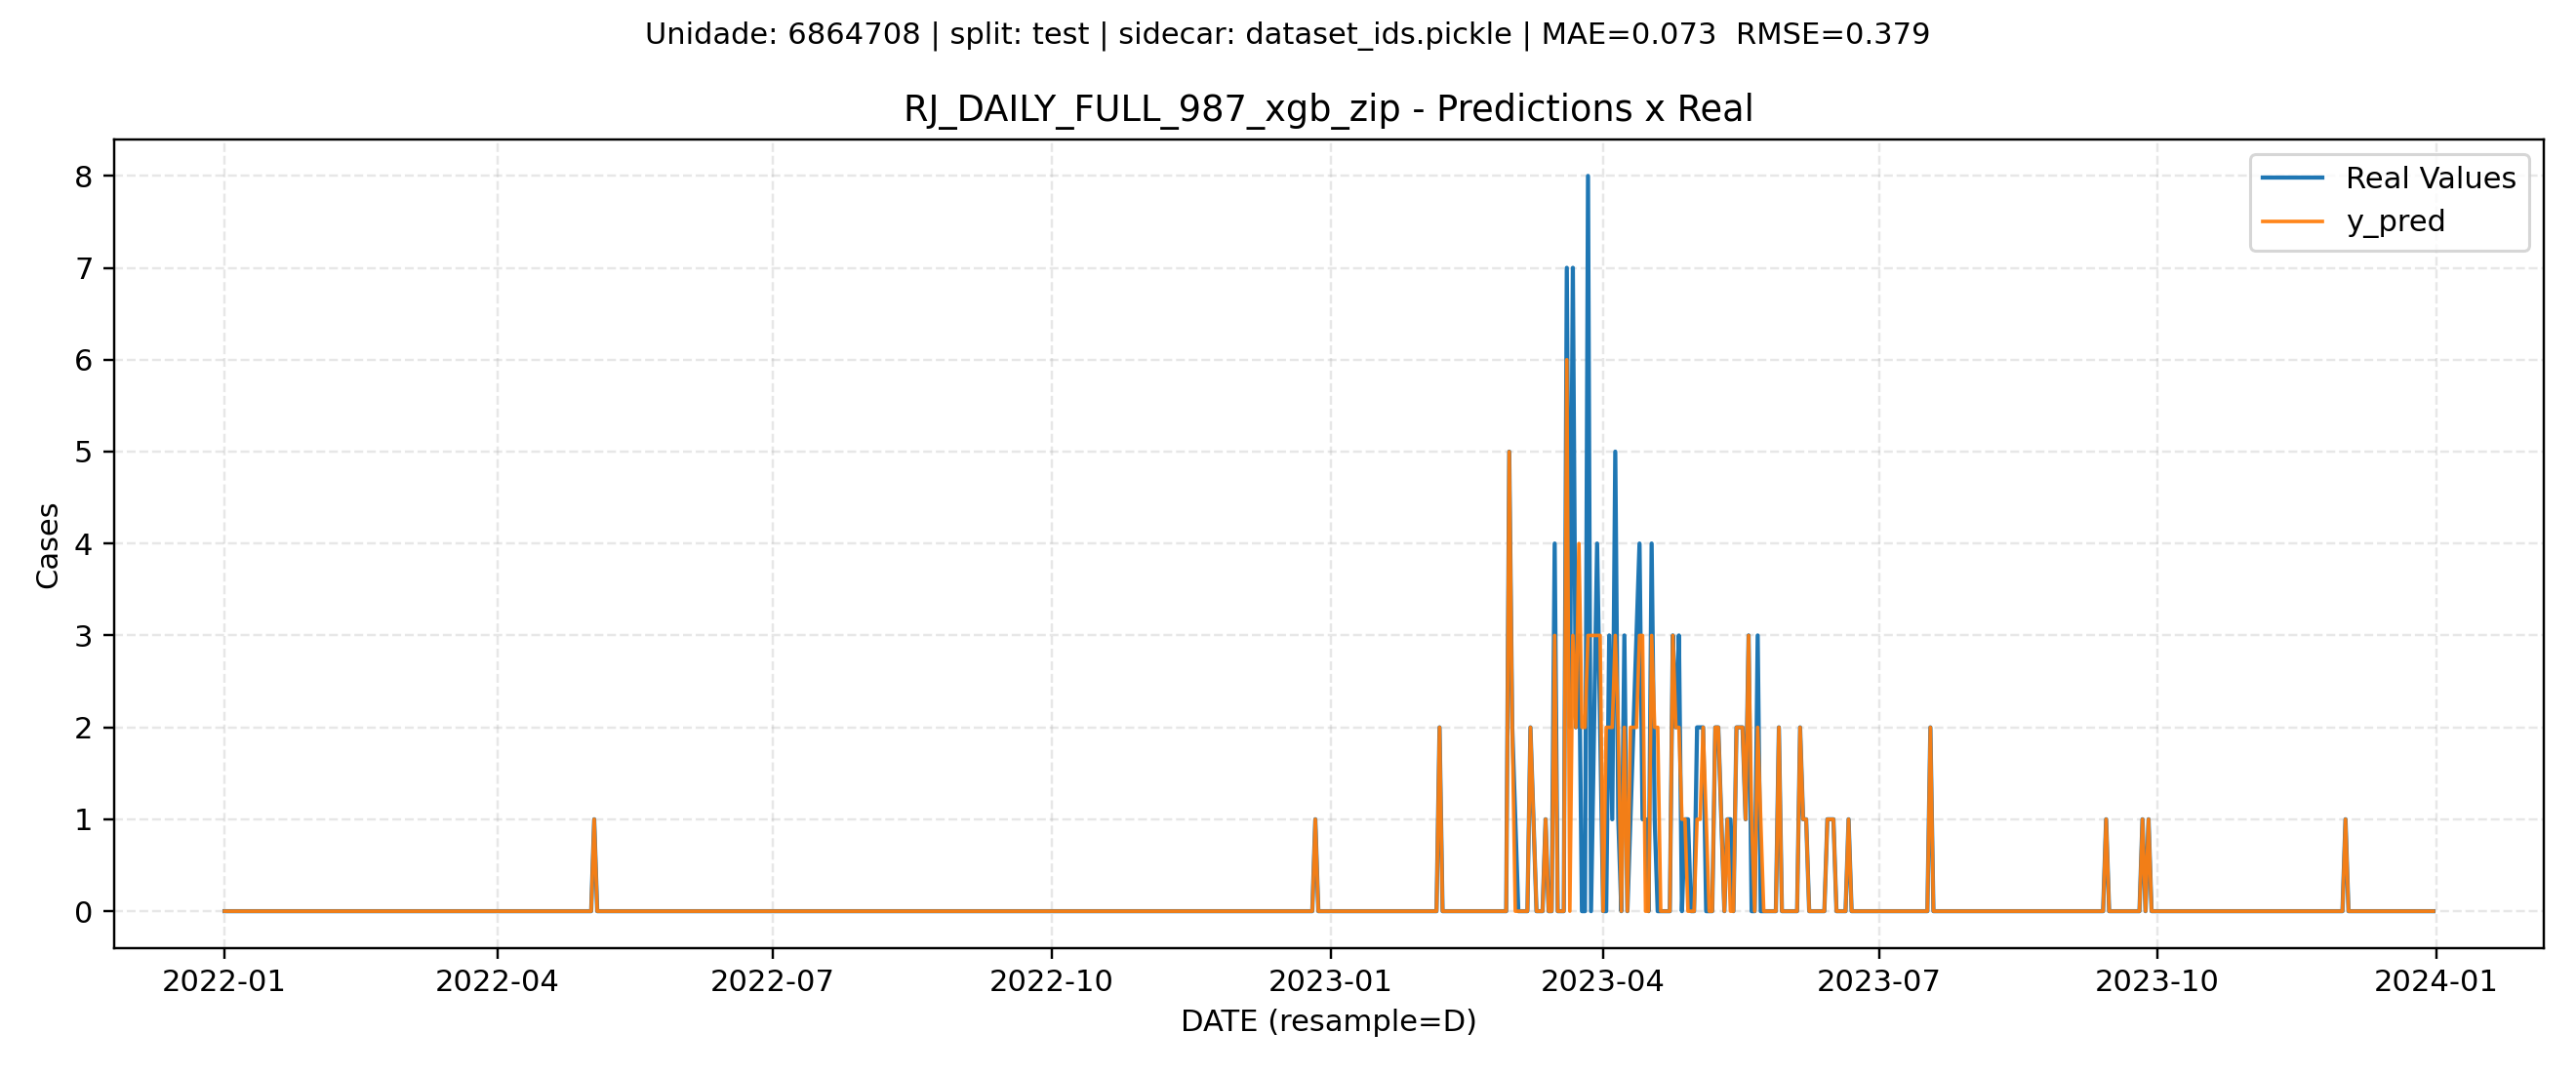 Unidade: 6864708 | split: test | sidecar: dataset_ids.pickle | MAE=0.073  RMSE=0.379
RJ_DAILY_FULL_987_xgb_zip - Predictions x Real
Real Values
y_pred
8
7
6
5
4
3
2
1
0
Cases
2022-01 2022-04 2022-07 2022-10 2023-01 2023-04 2023-07 2023-10 2024-01
DATE (resample=D)